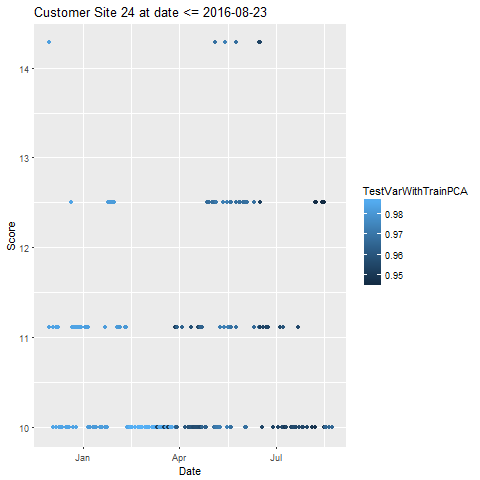 Customer Site 24 at date <= 2016-08-23
14
13
12
11
10
Score
Jan
Apr
Jul
Date
TestVarWithTrainPCA
0.98
0.97
0.96
0.95